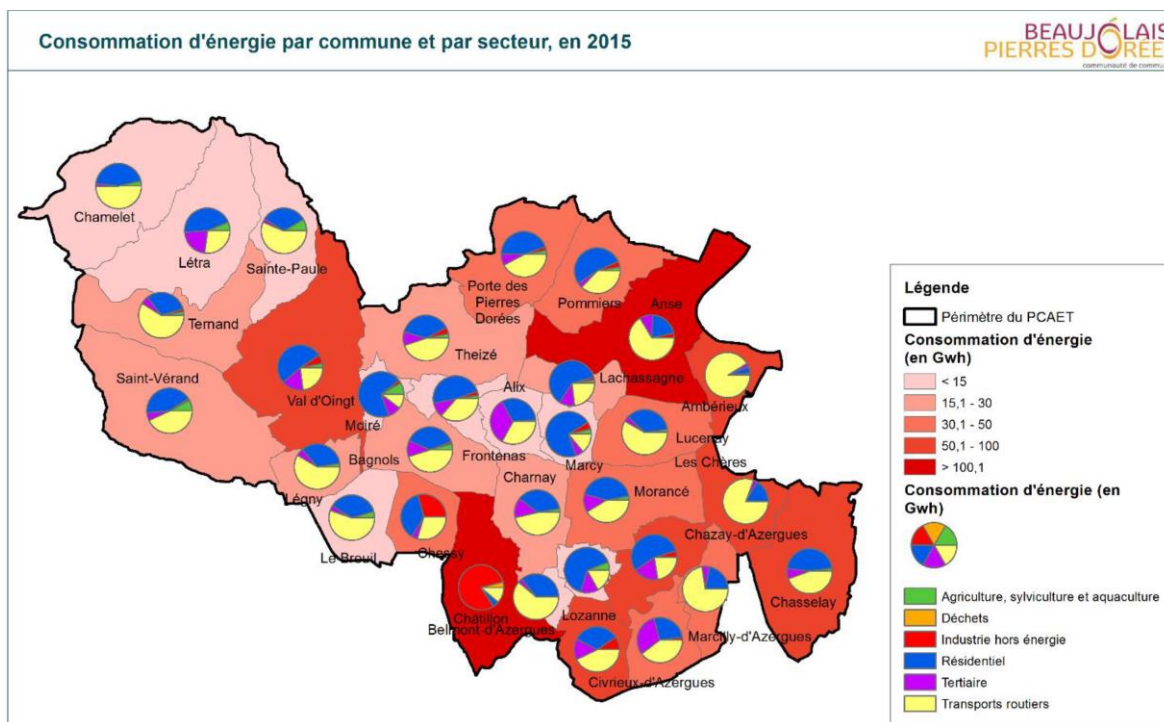 Consommation d'énergie par commune et par secteur, en 2015
BEAUJOLAIS
PIERRES DORÉE
communauté de commu
Chamelet
Létra
Sainte-Paule
Ternand
Saint-Vérand
Val d'Oingt
Porte des
Pierres
Dorées
Pommiers
Anse
Theizé
Alix
Lachassagne
Ambérieux
Moiré
Marcy
Lucenay
Bagnols
Frontenas
Les Chères
Légny
Charnay
Morancé
Le Breuil
Chessy
Chazay-d'Azergues
Châtillon
Belmont-d'Azergues
Lozanne
Chasselay
Marcilly-d'Azergues
Civrieux-d'Azergues
Légende
Périmètre du PCAET
Consommation d'énergie
(en Gwh)
< 15
15,1 - 30
30,1 - 50
50,1 - 100
> 100,1
Consommation d'énergie (en
Gwh)
Agriculture, sylviculture et aquaculture
Déchets
Industrie hors énergie
Résidentiel
Tertiaire
Transports routiers